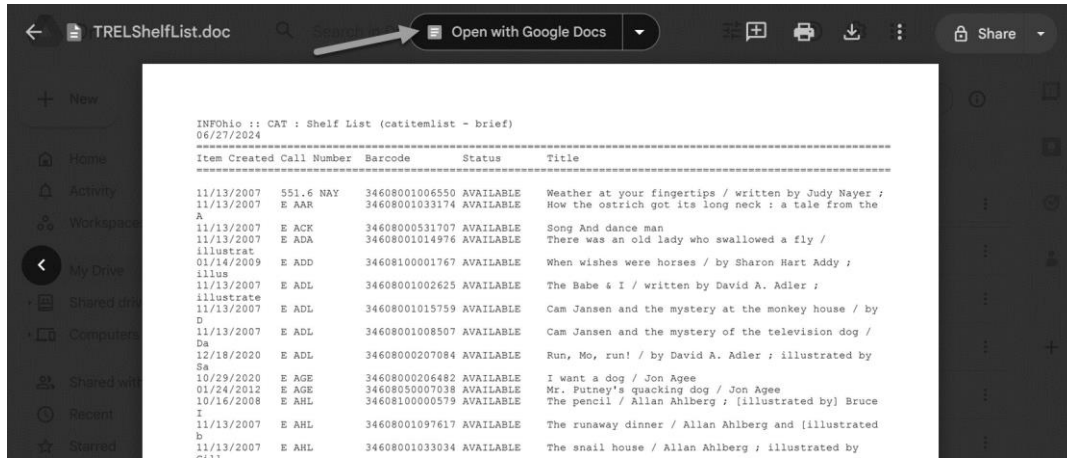 TRELShelfList.doc
Search in
Open with Google Docs
Share
New
Home
Activity
Workspace
My Drive
Shared driv
Computers
Shared with
Recent
Starred
INFOhio :: CAT : Shelf List (catitemlist - brief)
06/27/2024
================================================================================
Item Created Call Number Barcode Status Title
================================================================================
11/13/2007 551.6 NAY 34608001006550 AVAILABLE Weather at your fingertips / written by Judy Nayer ;
11/13/2007 E AAR 34608001033174 AVAILABLE How the ostrich got its long neck : a tale from the
A
11/13/2007 E ACK 34608000531707 AVAILABLE Song And dance man
11/13/2007 E ADA 34608001014976 AVAILABLE There was an old lady who swallowed a fly /
illustrat
01/14/2009 E ADD 34608100001767 AVAILABLE When wishes were horses / by Sharon Hart Addy ;
illus
11/13/2007 E ADL 34608001002625 AVAILABLE The Babe & I / written by David A. Adler ;
illustrate
11/13/2007 E ADL 34608001015759 AVAILABLE Cam Jansen and the mystery at the monkey house / by
D
11/13/2007 E ADL 34608001008507 AVAILABLE Cam Jansen and the mystery of the television dog /
Da
12/18/2020 E ADL 34608000207084 AVAILABLE Run, Mo, run! / by David A. Adler ; illustrated by
Sa
10/29/2020 E AGE 34608000206482 AVAILABLE I want a dog / Jon Agee
01/24/2012 E AGE 34608050007038 AVAILABLE Mr. Putney's quacking dog / Jon Agee
10/16/2008 E AHL 34608100000579 AVAILABLE The pencil / Allan Ahlberg ; [illustrated by] Bruce
I
11/13/2007 E AHL 34608001097617 AVAILABLE The runaway dinner / Allan Ahlberg and [illustrated
b
11/13/2007 E AHL 34608001033034 AVAILABLE The snail house / Allan Ahlberg ; illustrated by